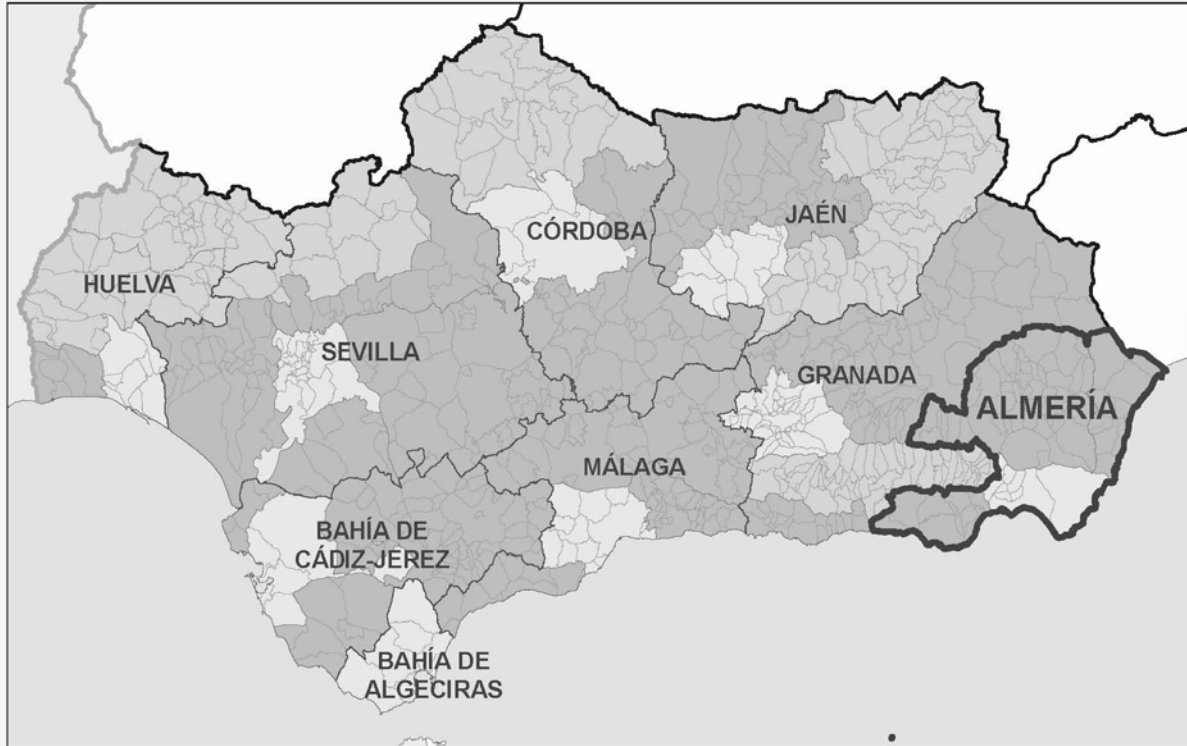 CÓRDOBA
JAÉN
HUELVA
SEVILLA
GRANADA
ALMERÍA
MÁLAGA
BAHÍA DE
CÁDIZ-JEREZ
BAHÍA DE
ALGECIRAS